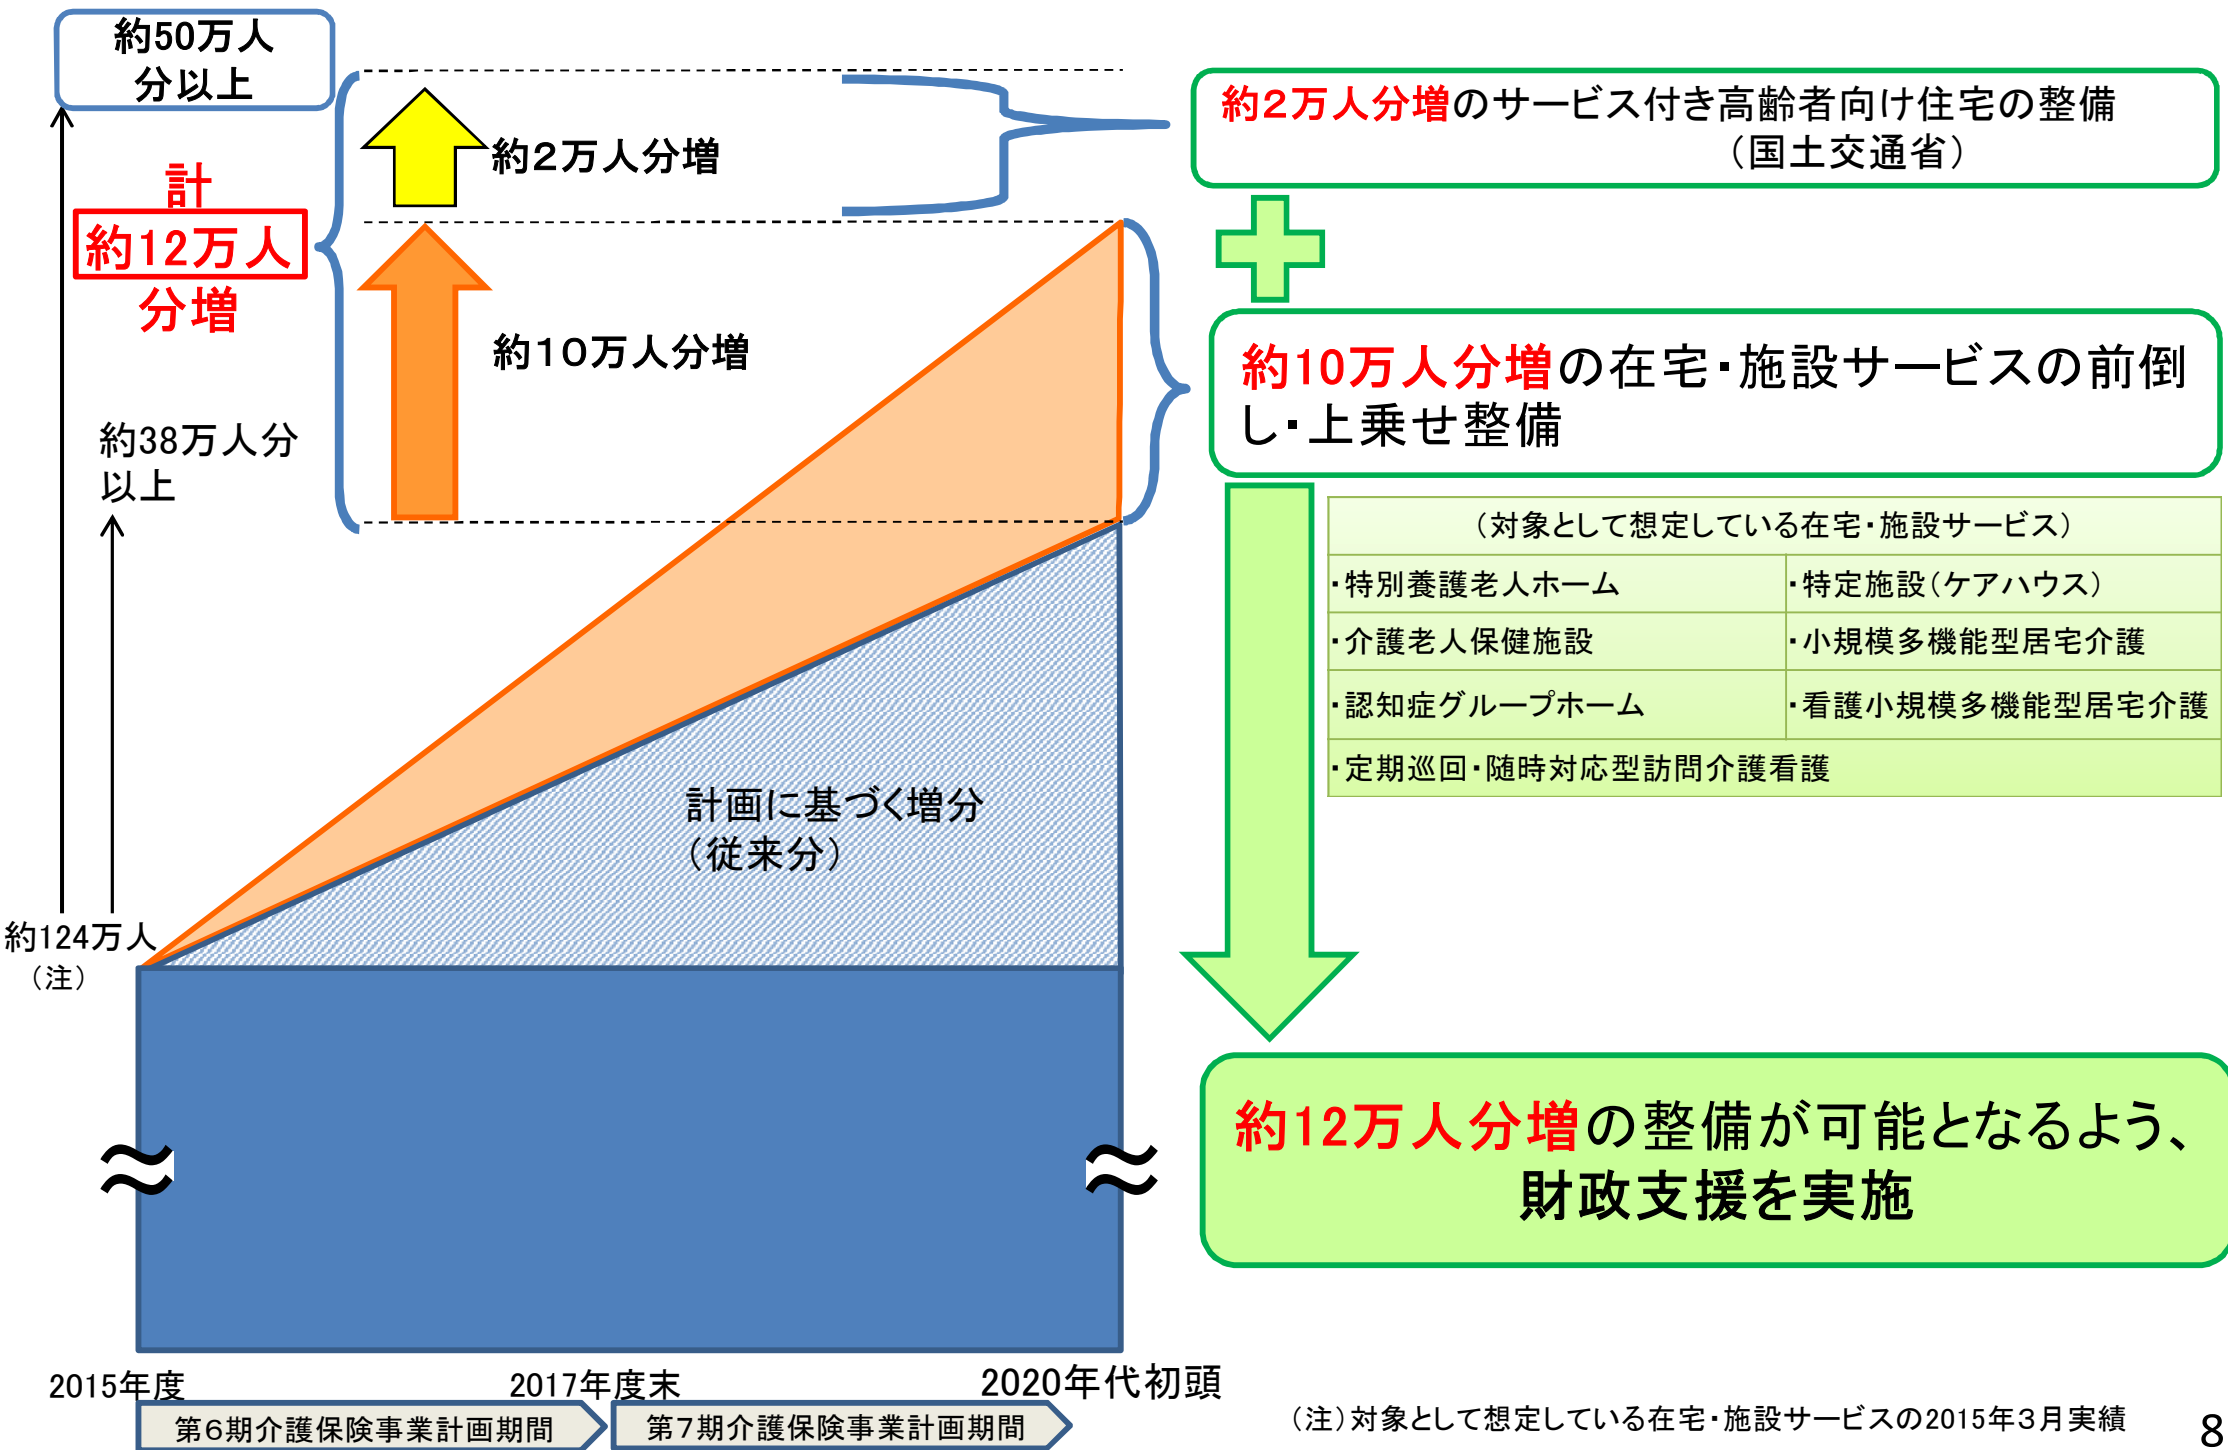 約50万人
分以上
計
約12万人
分増
約2万人分増
約10万人分増
約38万人分
以上
計画に基づく増分
（従来分）
約124万人
（注）
2015年度
2017年度末
2020年代初頭
第6期介護保険事業計画期間
第7期介護保険事業計画期間
約2万人分増のサービス付き高齢者向け住宅の整備
（国土交通省）
約10万人分増の在宅・施設サービスの前倒
し・上乗せ整備
（対象として想定している在宅・施設サービス）
・特別養護老人ホーム
・特定施設（ケアハウス）
・介護老人保健施設
・小規模多機能型居宅介護
・認知症グループホーム
・看護小規模多機能型居宅介護
・定期巡回・随時対応型訪問介護看護
約12万人分増の整備が可能となるよう、
財政支援を実施
（注）対象として想定している在宅・施設サービスの2015年3月実績
8